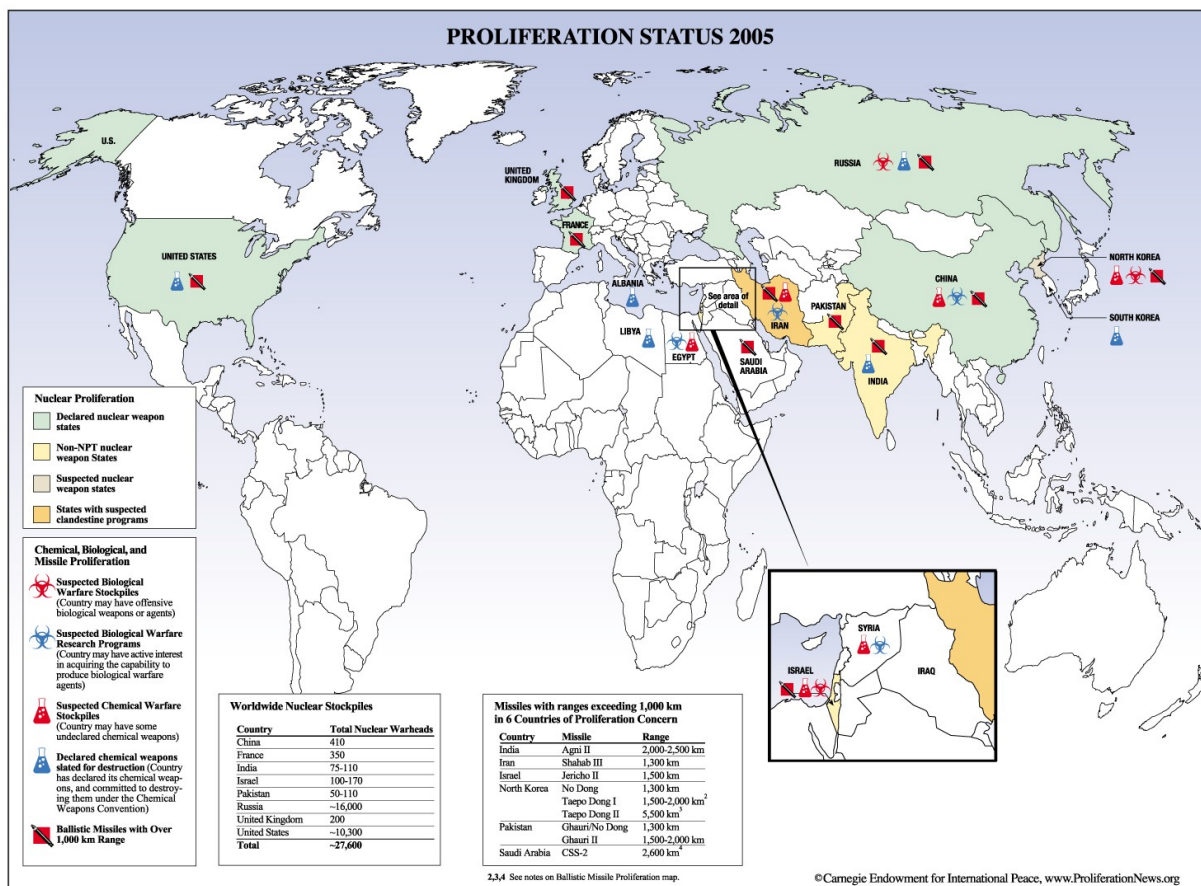 PROLIFERATION STATUS 2005
U.S.
UNITED STATES
UNITED
KINGDOM
FRANCE
RUSSIA
ALBANIA
LIBYA
EGYPT
See area of
detail
SAUDI
ARABIA
IRAN
PAKISTAN
INDIA
CHINA
NORTH KOREA
SOUTH KOREA
Nuclear Proliferation
Declared nuclear weapon
states
Non-NPT nuclear
weapon States
Suspected nuclear
weapon states
States with suspected
clandestine programs
Chemical, Biological, and
Missile Proliferation
Suspected Biological
Warfare Stockpiles
(Country may have offensive
biological weapons or agents)
Suspected Biological Warfare
Research Programs
(Country may have active interest
in acquiring the capability to
produce biological warfare
agents)
Suspected Chemical Warfare
Stockpiles
(Country may have some
undeclared chemical weapons)
Declared chemical weapons
slated for destruction (Country
has declared its chemical weap-
ons, and committed to destroy-
ing them under the Chemical
Weapons Convention)
Ballistic Missiles with Over
1,000 km Range
Worldwide Nuclear Stockpiles
Country Total Nuclear Warheads
China 410
France 350
India 75-110
Israel 100-170
Pakistan 50-110
Russia ~16,000
United Kingdom 200
United States ~10,300
Total ~27,600
Missiles with ranges exceeding 1,000 km
in 6 Countries of Proliferation Concern
Country Missile Range
India Agni II 2,000-2,500 km
Iran Shahab III 1,300 km
Israel Jericho II 1,500 km
North Korea No Dong 1,300 km
Taepo Dong I 1,500-2,000 km2
Taepo Dong II 5,500 km3
Pakistan Ghauri/No Dong 1,300 km
Ghauri II 1,500-2,000 km
Saudi Arabia CSS-2 2,600 km4
2,3,4 See notes on Ballistic Missile Proliferation map.
SYRIA
ISRAEL
IRAQ
©Carnegie Endowment for International Peace, www.ProliferationNews.org